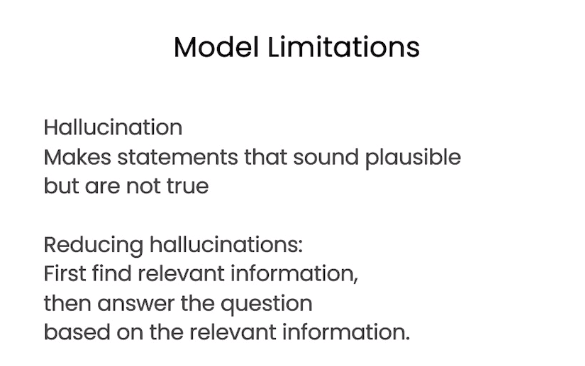 Model Limitations
Hallucination
Makes statements that sound plausible
but are not true
Reducing hallucinations:
First find relevant information,
then answer the question
based on the relevant information.